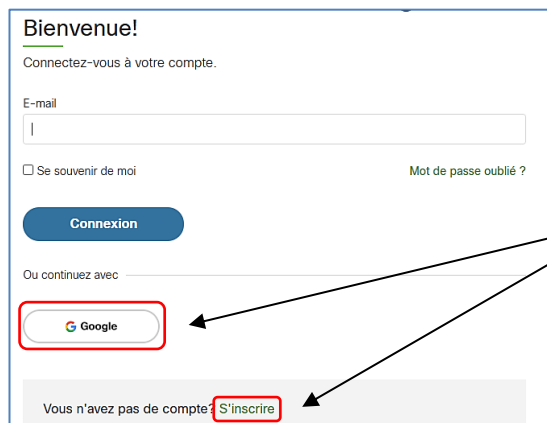 Bienvenue!
Connectez-vous à votre compte.
E-mail
Se souvenir de moi Mot de passe oublié ?
Connexion
Ou continuez avec
Google
Vous n'avez pas de compte? S'inscrire